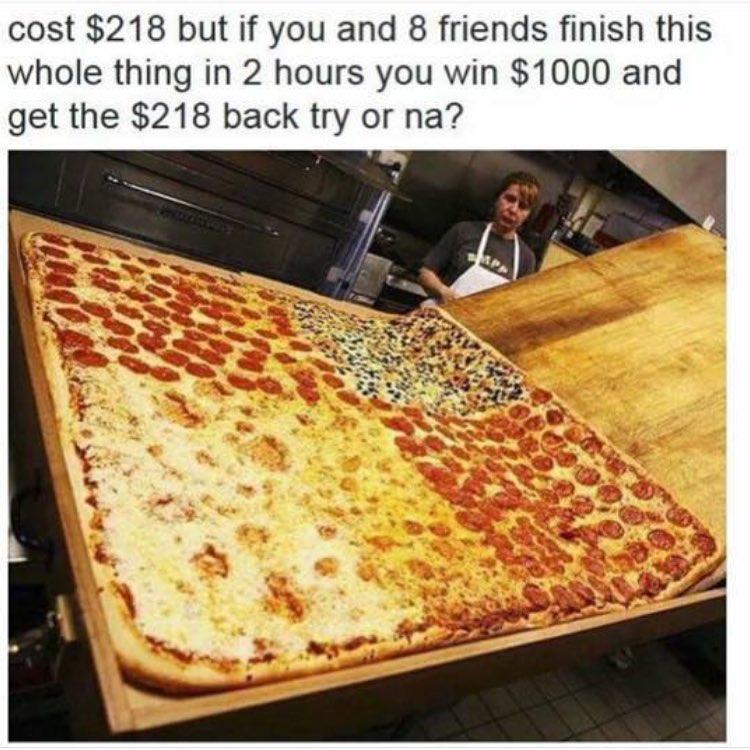 cost $218 but if you and 8 friends finish this
whole thing in 2 hours you win $1000 and
get the $218 back try or na?